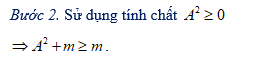 Bước 2. Sử dụng tính chất A² ≥ 0
⇒ A² + m ≥ m.